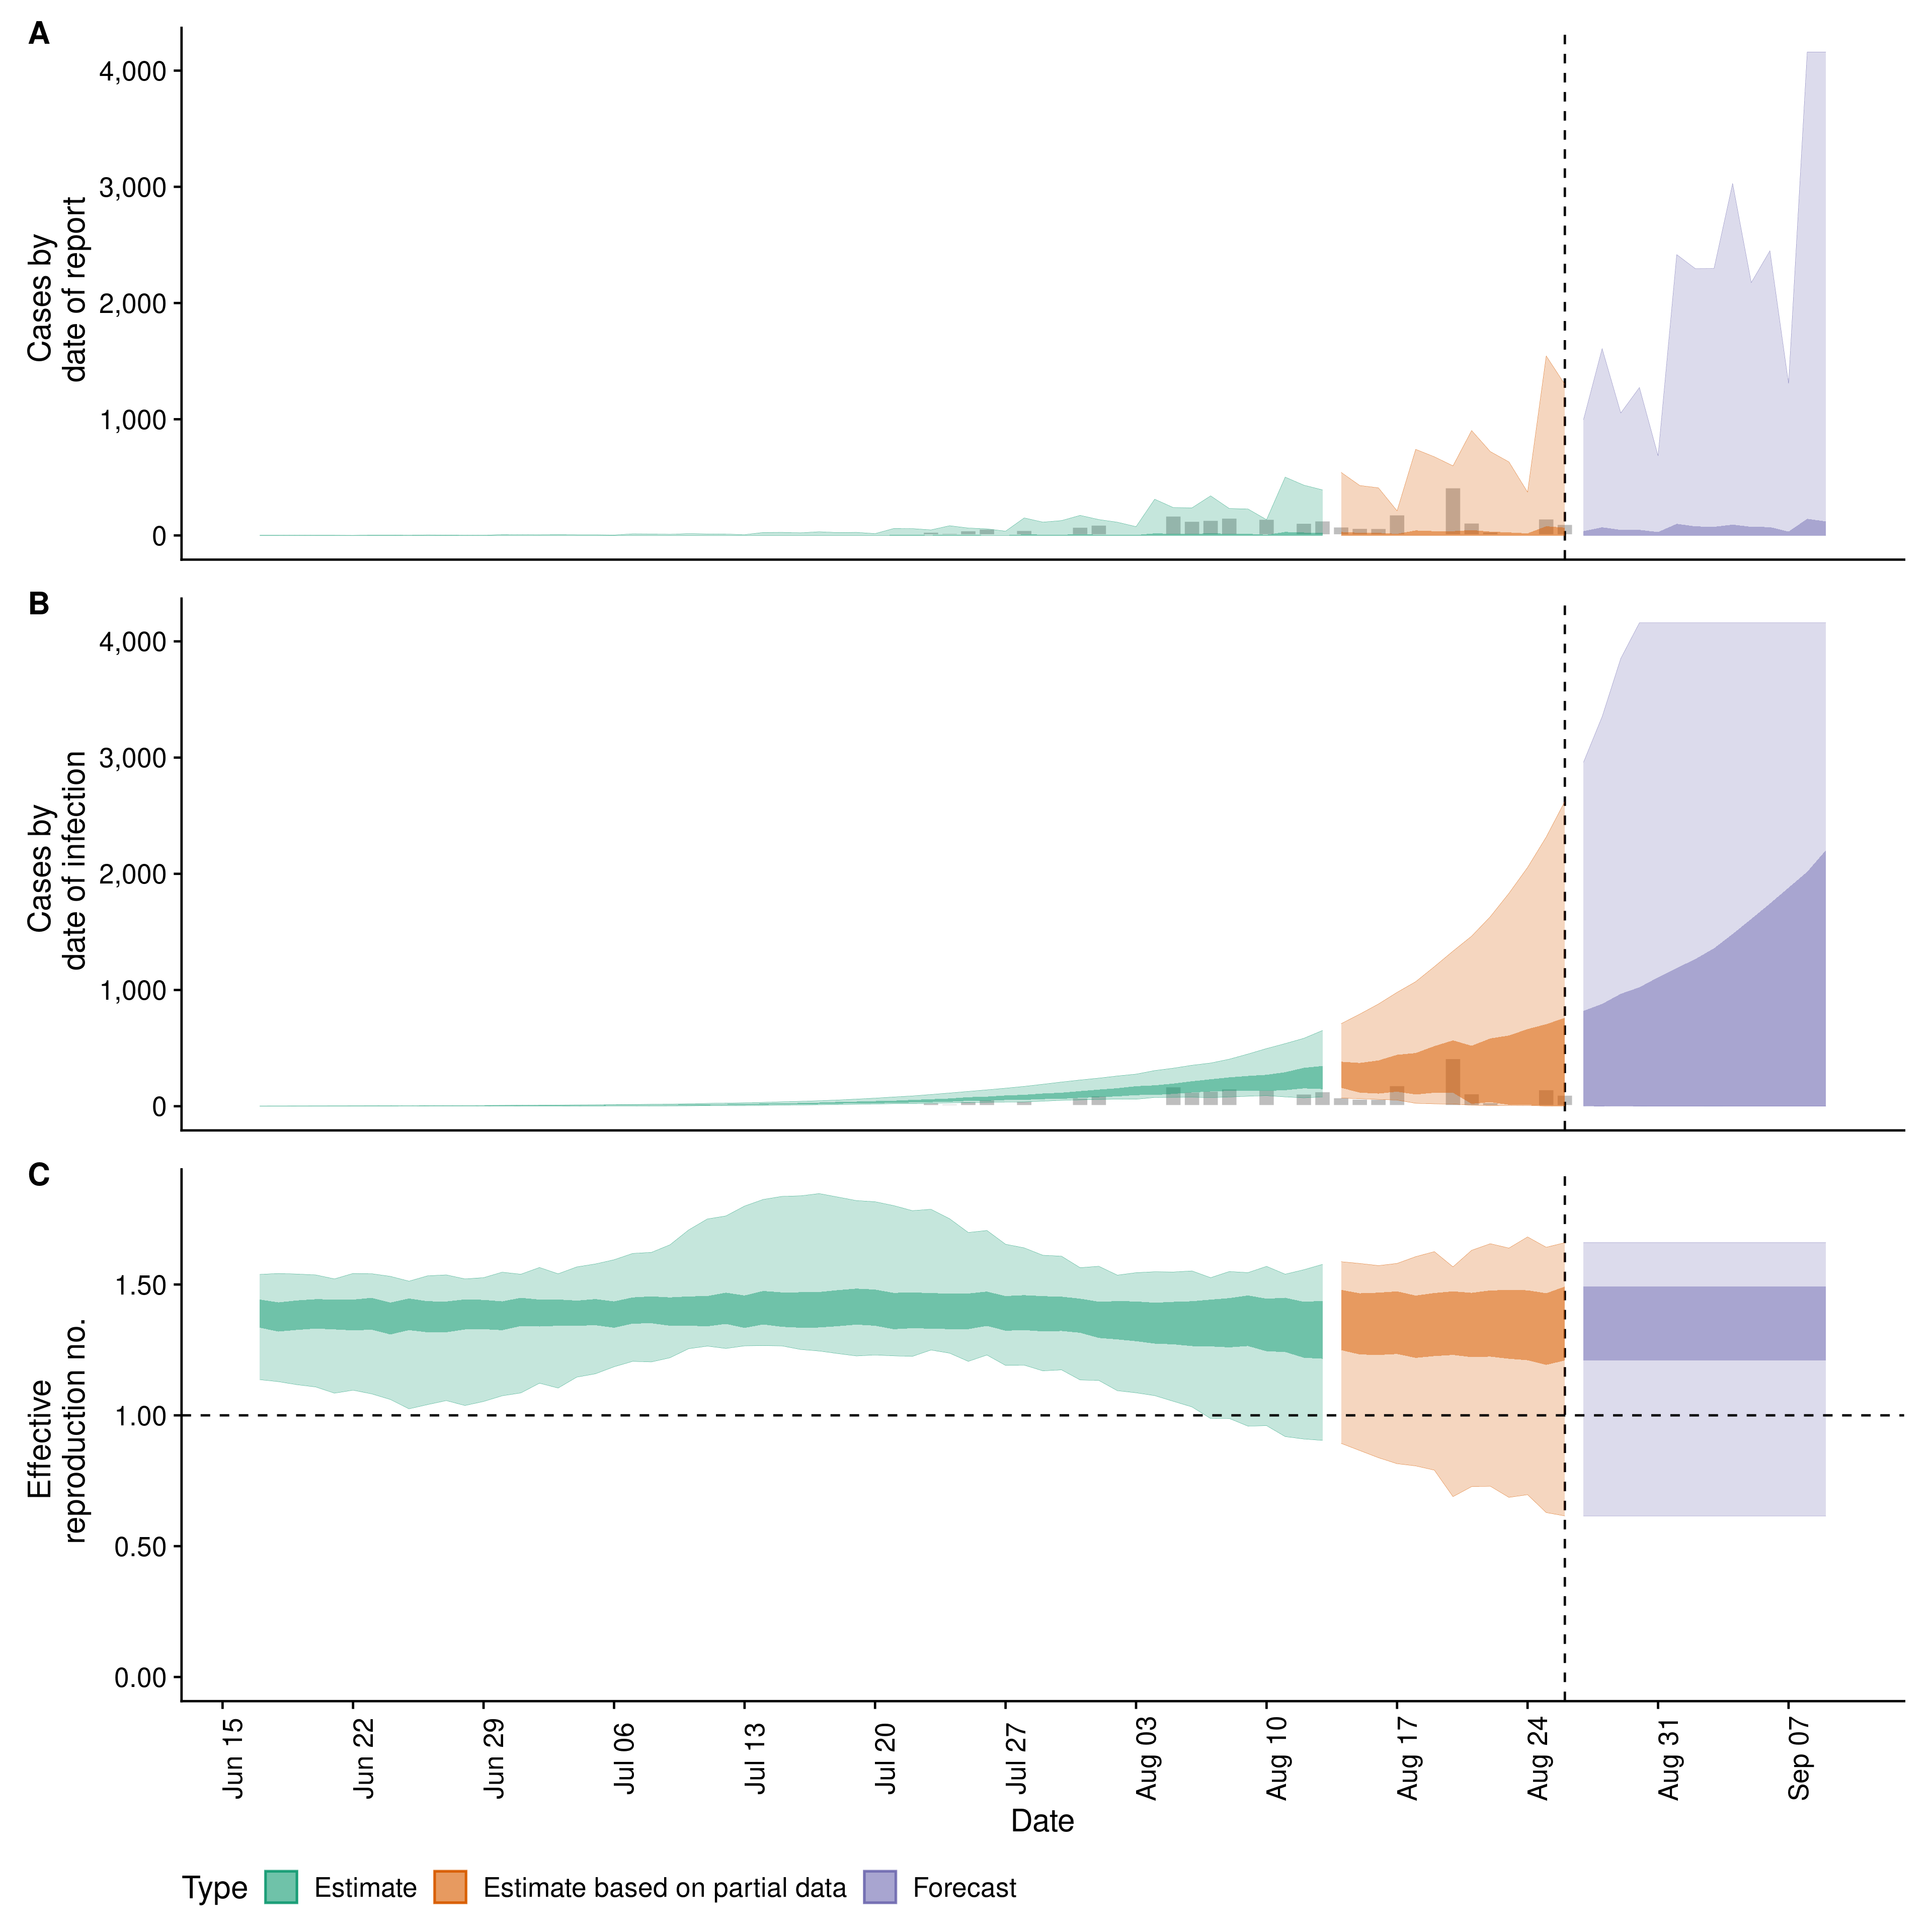 A
4,000
3,000
2,000
1,000
0
Cases by
date of report
B
4,000
3,000
2,000
1,000
0
Cases by
date of infection
C
1.50
1.00
0.50
0.00
Effective
reproduction no.
Jun 15
Jun 22
Jun 29
Jul 06
Jul 13
Jul 20
Jul 27
Aug 03
Aug 10
Aug 17
Aug 24
Aug 31
Sep 07
Date
Type Estimate Estimate based on partial data Forecast